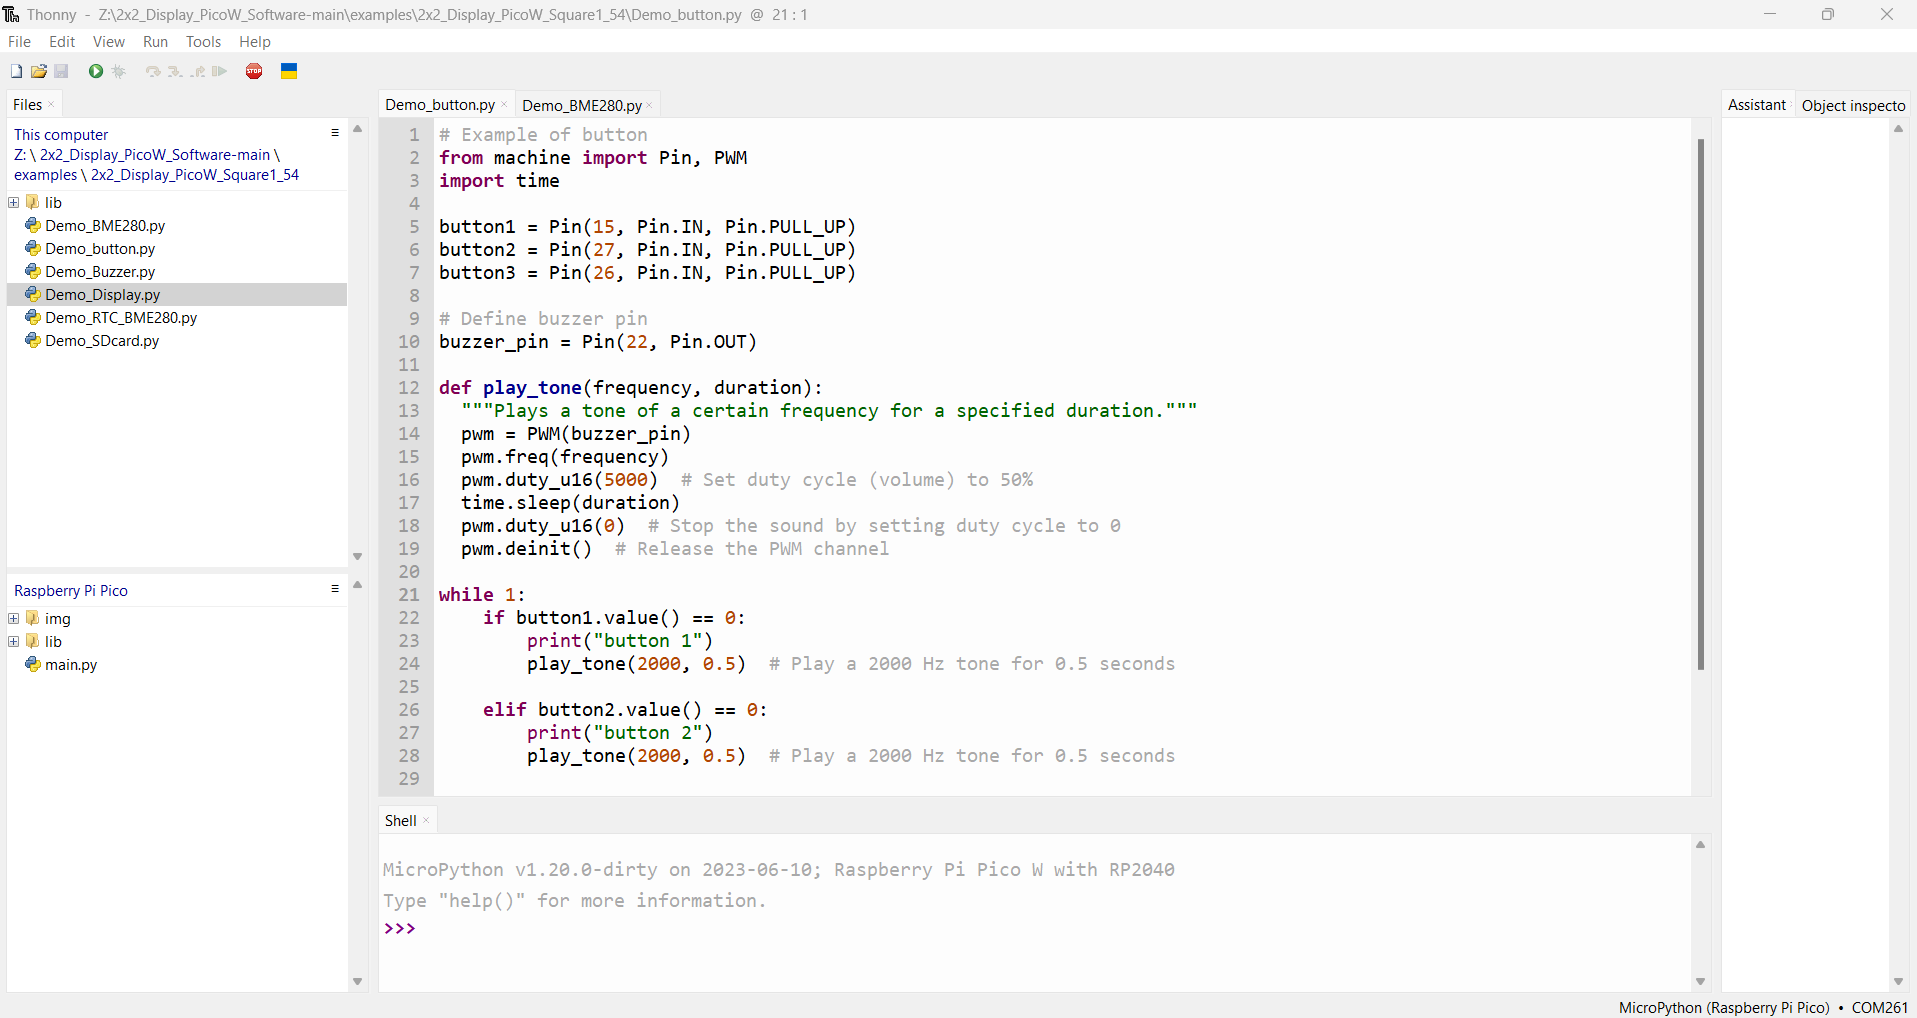 Thonny - Z:\2x2_Display_PicoW_Software-main\examples\2x2_Display_PicoW_Square1_54\Demo_button.py @ 21 : 1
File Edit View Run Tools Help
STOP
Files
This computer
Z: \ 2x2_Display_PicoW_Software-main \
examples \ 2x2_Display_PicoW_Square1_54
lib
Demo_BME280.py
Demo_button.py
Demo_Buzzer.py
Demo_Display.py
Demo_RTC_BME280.py
Demo_SDcard.py
Raspberry Pi Pico
img
lib
main.py
Demo_button.py Demo_BME280.py
1 # Example of button
2 from machine import Pin, PWM
3 import time
4
5 button1 = Pin(15, Pin.IN, Pin.PULL_UP)
6 button2 = Pin(27, Pin.IN, Pin.PULL_UP)
7 button3 = Pin(26, Pin.IN, Pin.PULL_UP)
8
9 # Define buzzer pin
10 buzzer_pin = Pin(22, Pin.OUT)
11
12 def play_tone(frequency, duration):
13   """Plays a tone of a certain frequency for a specified duration."""
14   pwm = PWM(buzzer_pin)
15   pwm.freq(frequency)
16   pwm.duty_u16(5000)  # Set duty cycle (volume) to 50%
17   time.sleep(duration)
18   pwm.duty_u16(0)  # Stop the sound by setting duty cycle to 0
19   pwm.deinit()  # Release the PWM channel
20
21 while 1:
22     if button1.value() == 0:
23         print("button 1")
24         play_tone(2000, 0.5)  # Play a 2000 Hz tone for 0.5 seconds
25
26     elif button2.value() == 0:
27         print("button 2")
28         play_tone(2000, 0.5)  # Play a 2000 Hz tone for 0.5 seconds
29
Shell
MicroPython v1.20.0-dirty on 2023-06-10; Raspberry Pi Pico W with RP2040
Type "help()" for more information.
>>>
Assistant Object inspecto
MicroPython (Raspberry Pi Pico) • COM261